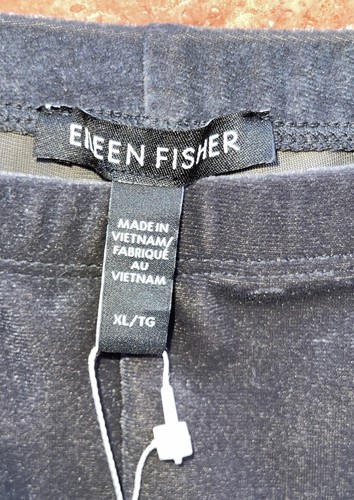 EILEEN FISHER
MADE IN
VIETNAM/
FABRIQUÉ
AU
VIETNAM
XL/TG